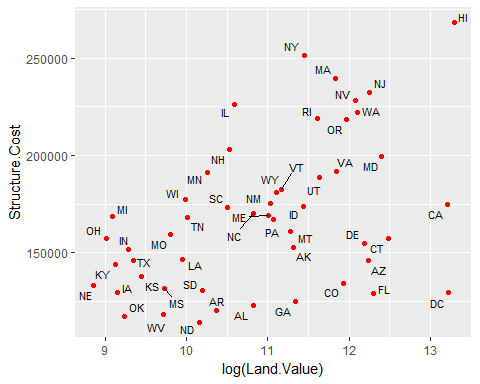 HI
NY
250000
MA
NV
NJ
IL
RI
WA
OR
NH
200000
VT
VA
MD
MN
WY
UT
WI
SC
NM
CA
MI
ME
ID
TN
OH
NC
PA
MT
DE
CT
IN
MO
AK
150000
TX
LA
AZ
KY
SD
CO
FL
NE
IA
KS
MS
AR
GA
DC
OK
WV
ND
AL
9
10
11
12
13
log(Land.Value)
Structure.Cost